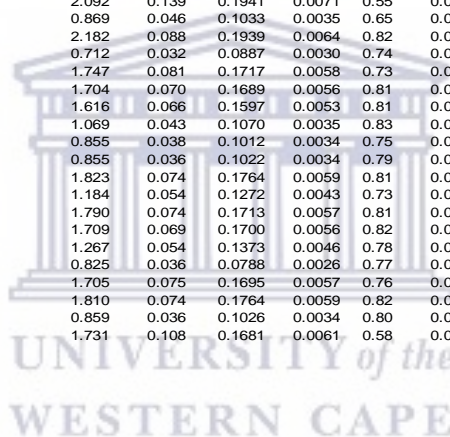 2.092 0.139 0.1941 0.0071 0.55 0.0
0.869 0.046 0.1033 0.0035 0.65 0.0
2.182 0.088 0.1939 0.0064 0.82 0.0
0.712 0.032 0.0887 0.0030 0.74 0.0
1.747 0.081 0.1717 0.0058 0.73 0.0
1.704 0.070 0.1689 0.0056 0.81 0.0
1.616 0.066 0.1597 0.0053 0.81 0.0
1.069 0.043 0.1070 0.0035 0.83 0.0
0.855 0.038 0.1012 0.0034 0.75 0.0
0.855 0.036 0.1022 0.0034 0.79 0.0
1.823 0.074 0.1764 0.0059 0.81 0.0
1.184 0.054 0.1272 0.0043 0.73 0.0
1.790 0.074 0.1713 0.0057 0.81 0.0
1.709 0.069 0.1700 0.0056 0.82 0.0
1.267 0.054 0.1373 0.0046 0.78 0.0
0.825 0.036 0.0788 0.0026 0.77 0.0
1.705 0.075 0.1695 0.0057 0.76 0.0
1.810 0.074 0.1764 0.0059 0.82 0.0
0.859 0.036 0.1026 0.0034 0.80 0.0
1.731 0.108 0.1681 0.0061 0.58 0.0
UNIVERSITY of the
WESTERN CAPE